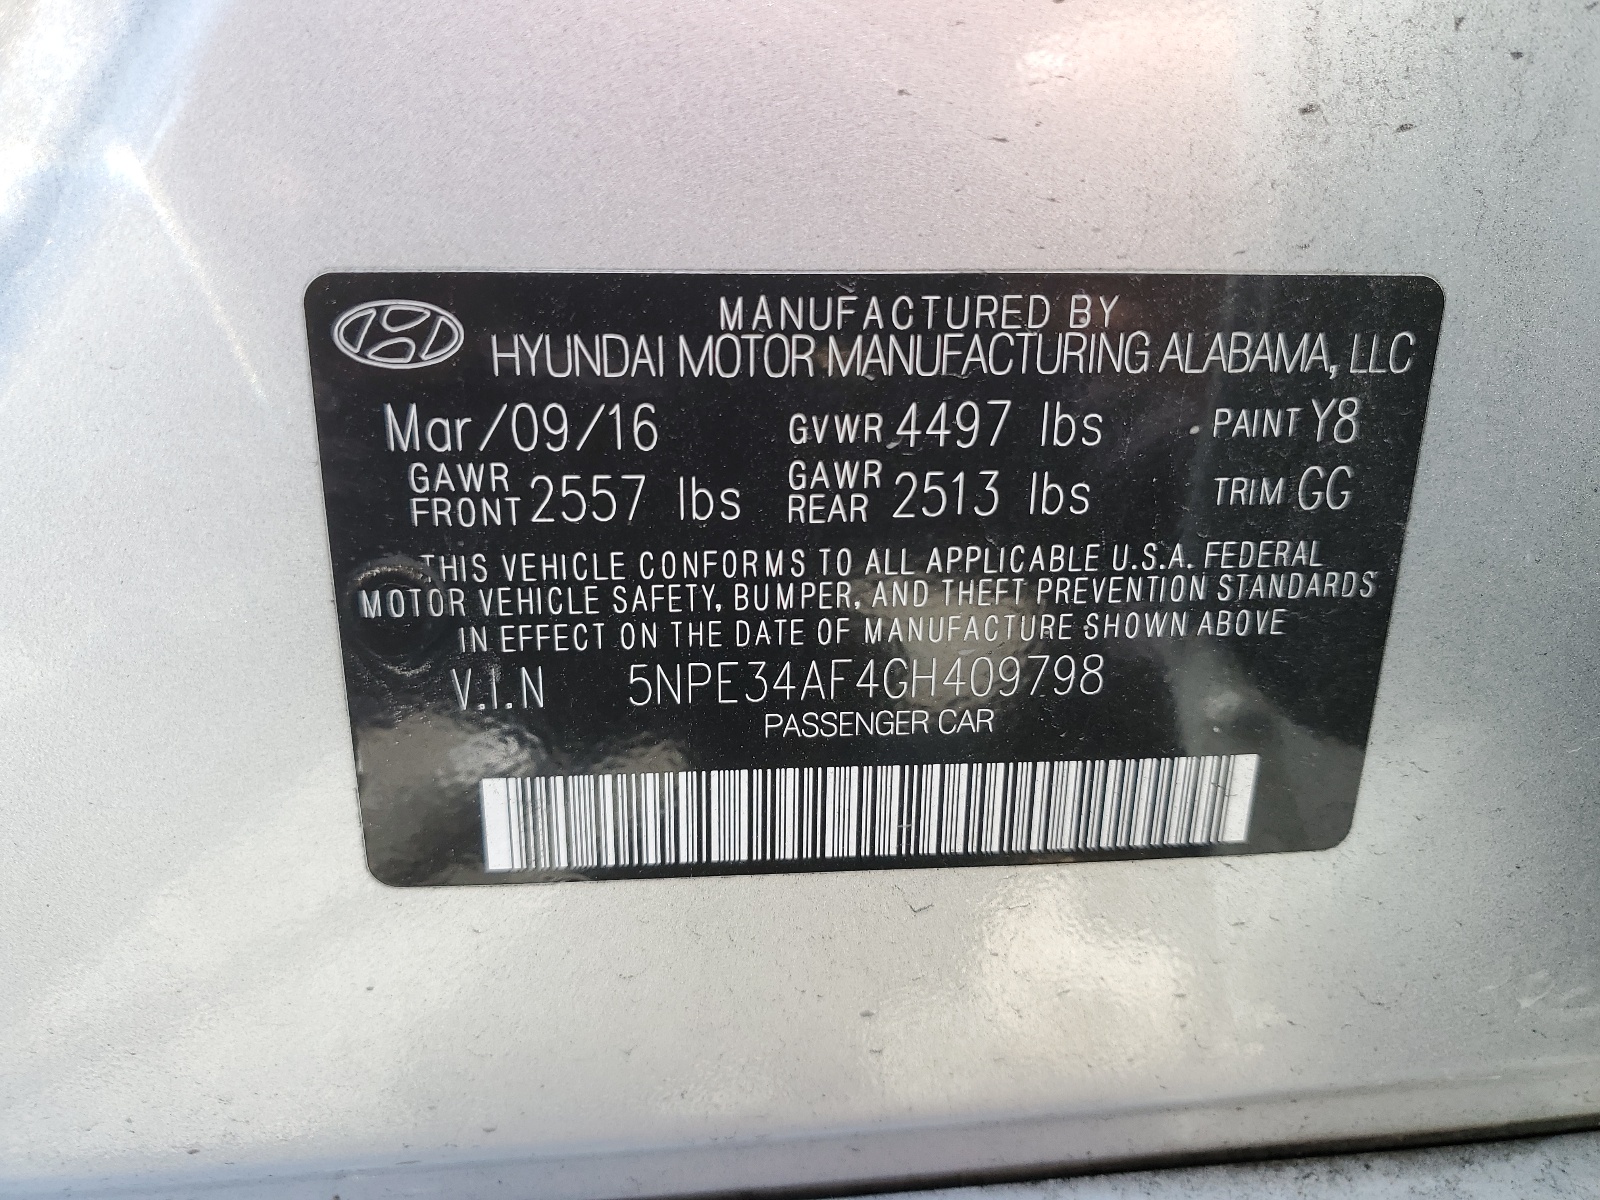 MANUFACTURED BY
HYUNDAI MOTOR MANUFACTURING ALABAMA, LLC
Mar/09/16 GVWR 4497 lbs PAINT Y8
GAWR FRONT 2557 lbs GAWR REAR 2513 lbs TRIM GG
THIS VEHICLE CONFORMS TO ALL APPLICABLE U.S.A. FEDERAL
MOTOR VEHICLE SAFETY, BUMPER, AND THEFT PREVENTION STANDARDS
IN EFFECT ON THE DATE OF MANUFACTURE SHOWN ABOVE
V.I.N 5NPE34AF4GH409798
PASSENGER CAR